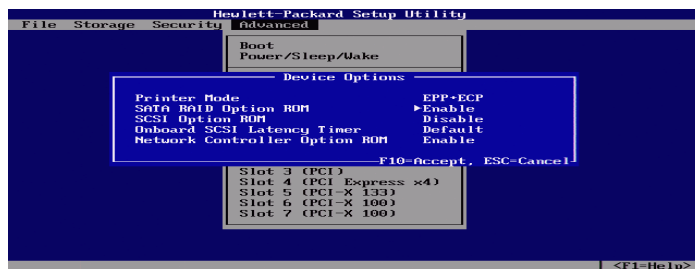 Hewlett-Packard Setup Utility
File Storage Security Advanced
Boot
Power/Sleep/Wake
Device Options
Printer Mode EPP+ECP
SATA RAID Option ROM ▶Enable
SCSI Option ROM Disable
Onboard SCSI Latency Timer Default
Network Controller Option ROM Enable
F10=Accept, ESC=Cancel
Slot 3 (PCI)
Slot 4 (PCI Express x4)
Slot 5 (PCI-X 133)
Slot 6 (PCI-X 100)
Slot 7 (PCI-X 100)
<F1=Help>